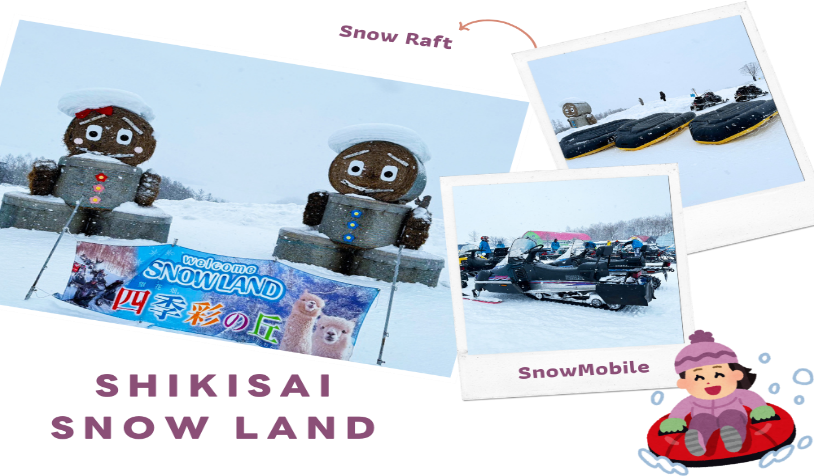 Snow Raft
welcome
SNOWLAND
四季彩の丘
SnowMobile
SHIKISAI
SNOW LAND